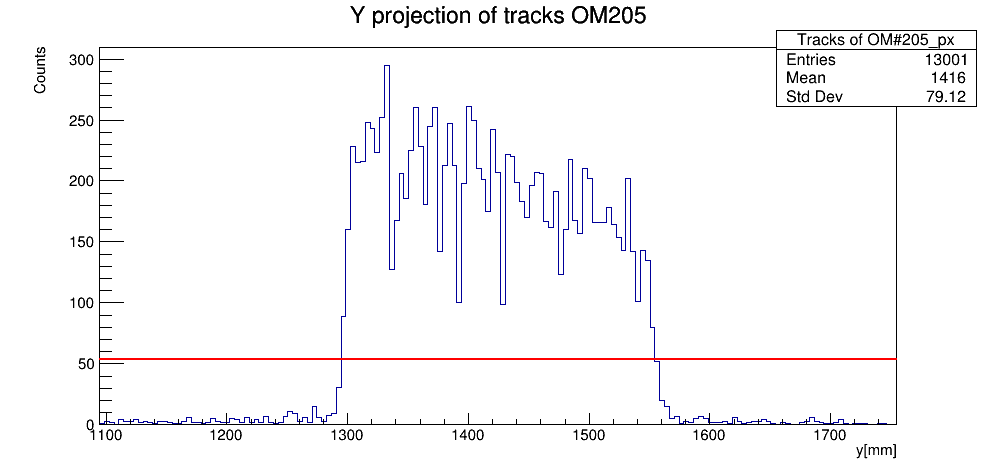 Y projection of tracks OM205
Counts
Tracks of OM#205_px
Entries 13001
Mean 1416
Std Dev 79.12
300
250
200
150
100
50
0
1100 1200 1300 1400 1500 1600 1700
y[mm]